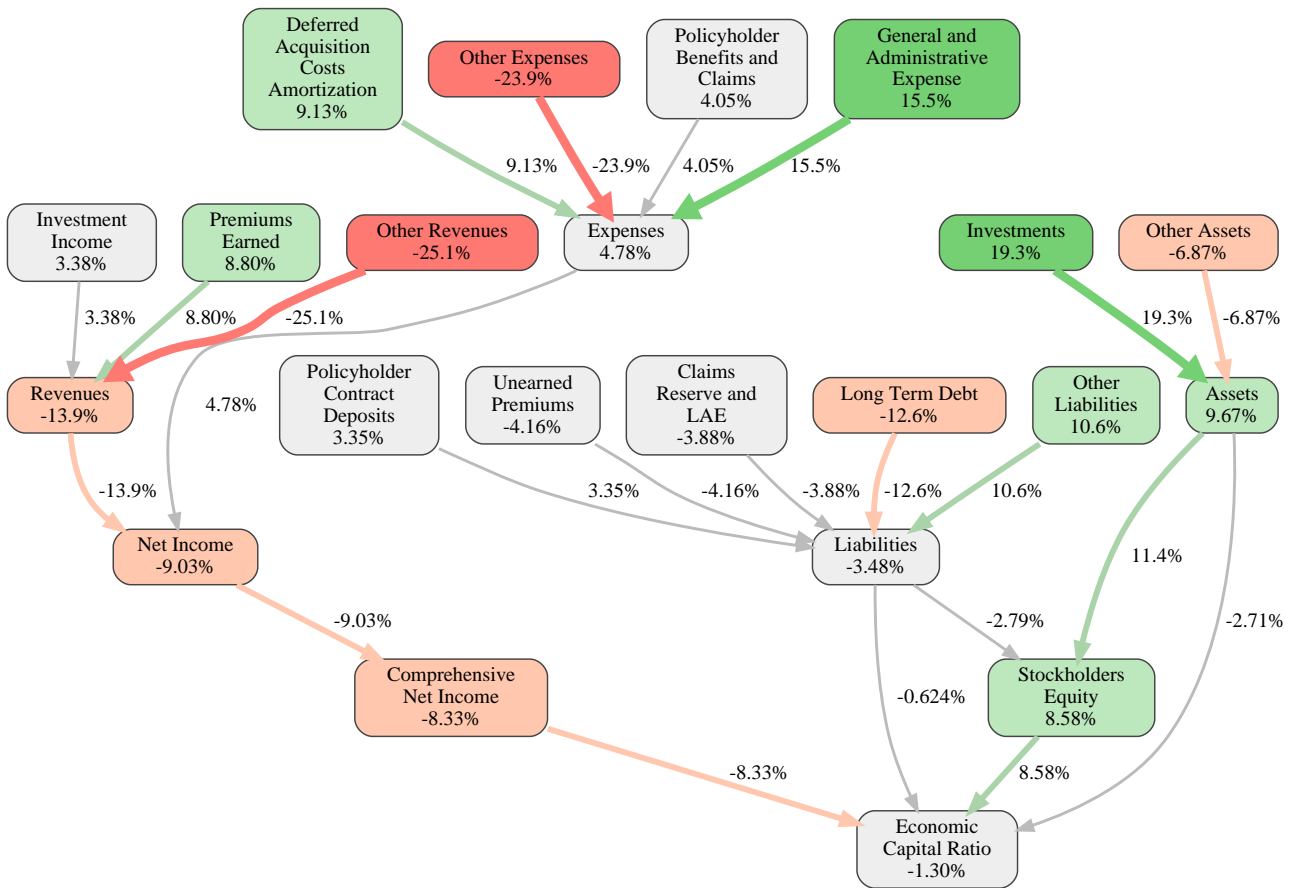 Deferred
Acquisition
Costs
Amortization
9.13%
Other Expenses
-23.9%
Policyholder
Benefits and
Claims
4.05%
General and
Administrative
Expense
15.5%
9.13%
-23.9%
4.05%
15.5%
Investment
Income
3.38%
Premiums
Earned
8.80%
Other Revenues
-25.1%
Expenses
4.78%
Investments
19.3%
Other Assets
-6.87%
3.38%
8.80%
-25.1%
19.3%
-6.87%
Revenues
-13.9%
4.78%
Policyholder
Contract
Deposits
3.35%
Unearned
Premiums
-4.16%
Claims
Reserve and
LAE
-3.88%
Long Term Debt
-12.6%
Other
Liabilities
10.6%
Assets
9.67%
-13.9%
3.35%
-4.16%
-3.88%
-12.6%
10.6%
Net Income
-9.03%
Liabilities
-3.48%
11.4%
-9.03%
-2.79%
-2.71%
Comprehensive
Net Income
-8.33%
-0.624%
Stockholders
Equity
8.58%
-8.33%
8.58%
Economic
Capital Ratio
-1.30%